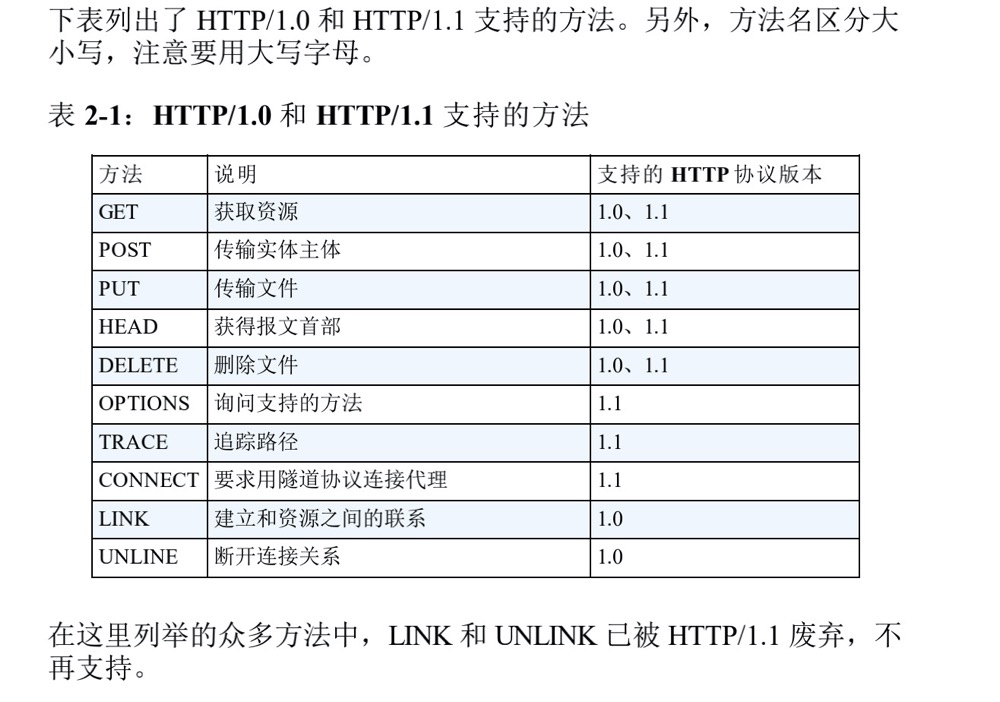 下表列出了 HTTP/1.0 和 HTTP/1.1 支持的方法。另外，方法名区分大
小写，注意要用大写字母。
表 2-1：HTTP/1.0 和 HTTP/1.1 支持的方法
方法 说明 支持的 HTTP 协议版本
GET 获取资源 1.0、1.1
POST 传输实体主体 1.0、1.1
PUT 传输文件 1.0、1.1
HEAD 获得报文首部 1.0、1.1
DELETE 删除文件 1.0、1.1
OPTIONS 询问支持的方法 1.1
TRACE 追踪路径 1.1
CONNECT 要求用隧道协议连接代理 1.1
LINK 建立和资源之间的联系 1.0
UNLINE 断开连接关系 1.0
在这里列举的众多方法中，LINK 和 UNLINK 已被 HTTP/1.1 废弃，不
再支持。